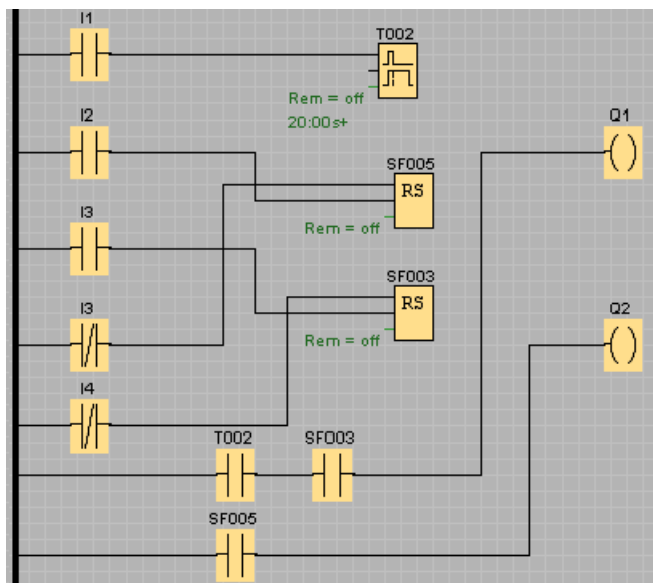 I1
T002
Rem = off
20:00s+
I2
Q1
SF005
RS
Rem = off
I3
SF003
RS
Rem = off
I3
Q2
I4
T002 SF003
SF005